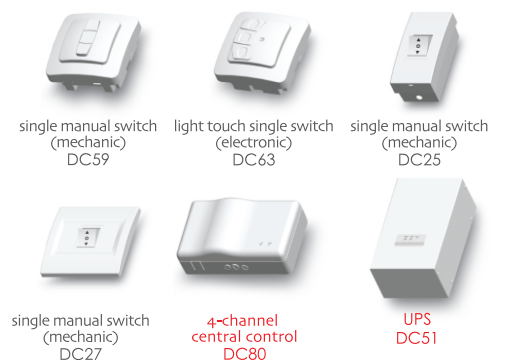 single manual switch
(mechanic)
DC59
light touch single switch
(electronic)
DC63
single manual switch
(mechanic)
DC25
single manual switch
(mechanic)
DC27
4-channel
central control
DC80
UPS
DC51